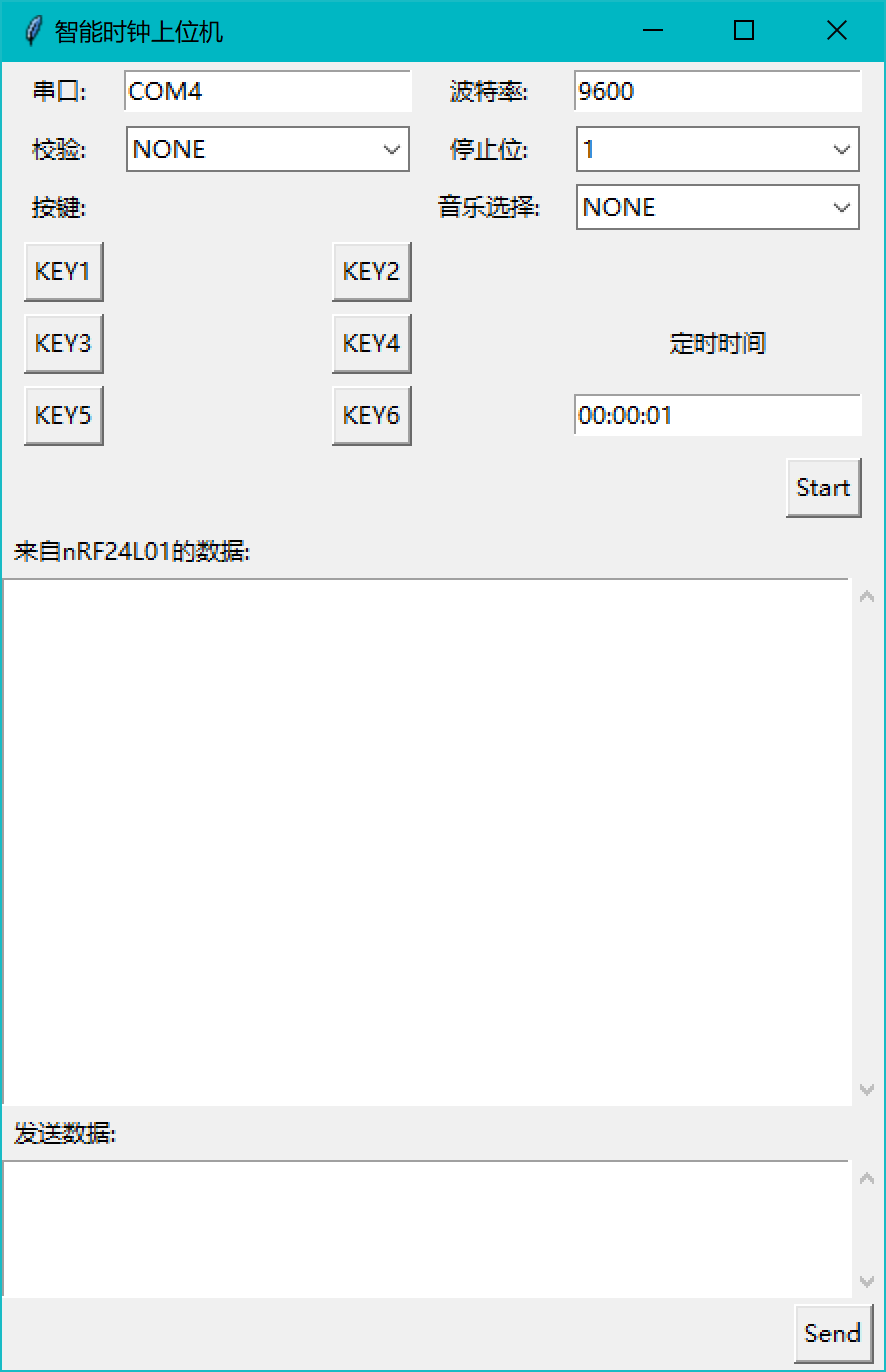 智能时钟上位机
串口: COM4 波特率: 9600
校验: NONE 停止位: 1
按键: 音乐选择: NONE
KEY1 KEY2
KEY3 KEY4 定时时间
KEY5 KEY6 00:00:01
Start
来自nRF24L01的数据:
发送数据:
Send